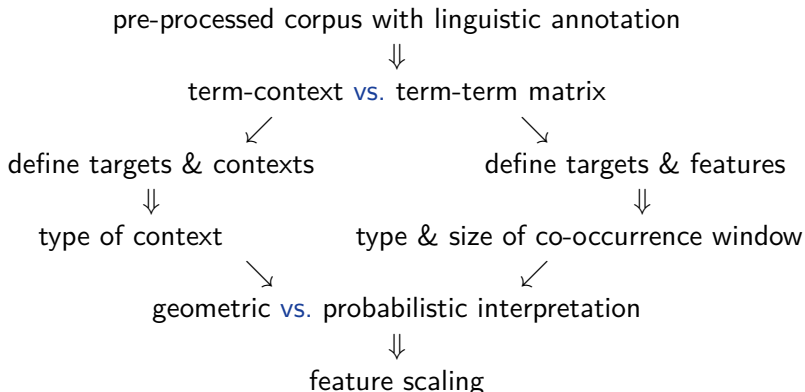 pre-processed corpus with linguistic annotation
⇓
term-context vs. term-term matrix
↙ ↘
define targets & contexts define targets & features
⇓ ⇓
type of context type & size of co-occurrence window
↘ ↙
geometric vs. probabilistic interpretation
⇓
feature scaling